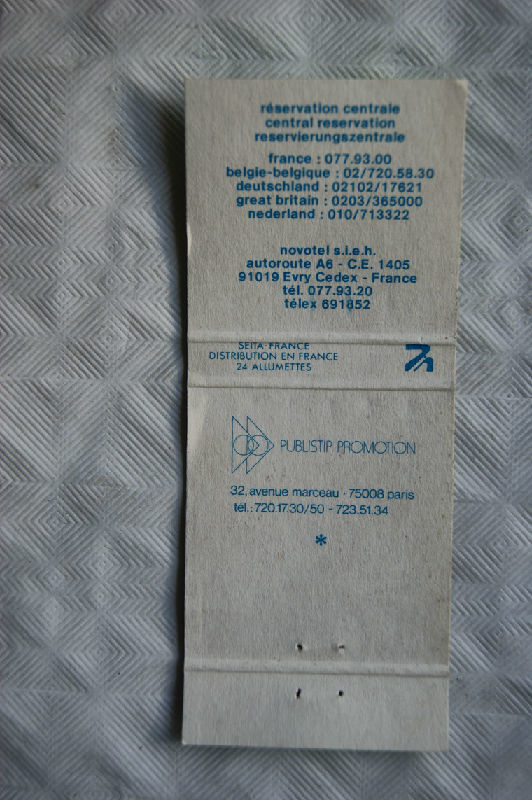 réservation centrale
central reservation
reservierungszentrale
france : 077.93.00
belgie-belgique : 02/720.58.30
deutschland : 02102/17621
great britain : 0203/365000
nederland : 010/713322
novotel s.i.e.h.
autoroute A6 - C.E. 1405
91019 Evry Cedex - France
tél. 077.93.20
télex 691852
SEITA FRANCE
DISTRIBUTION EN FRANCE
24 ALLUMETTES
PUBLISTIP PROMOTION
32, avenue marceau - 75008 paris
tél.: 720.17.30/50 - 723.51.34
*